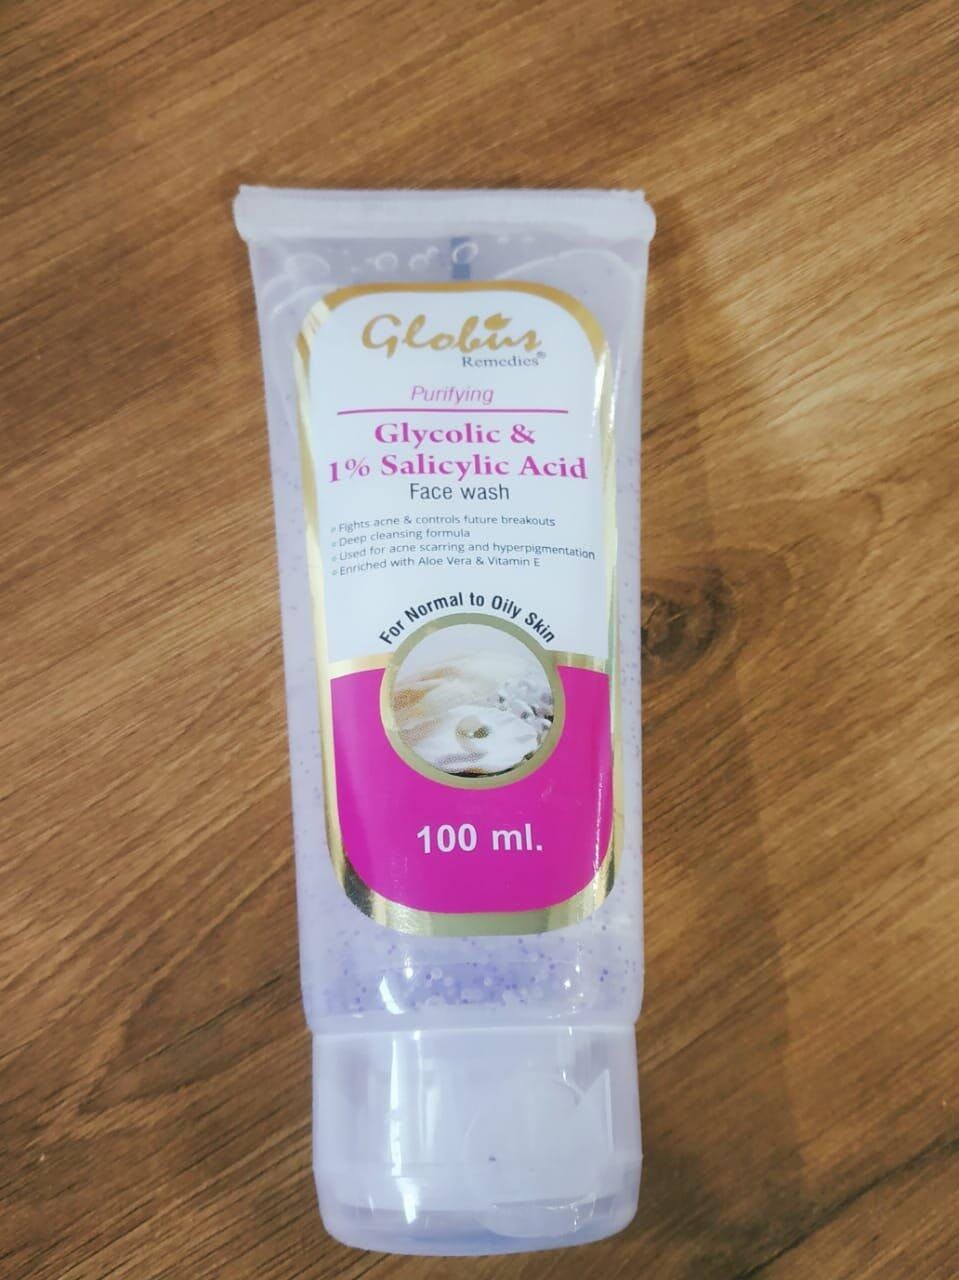 Globus
Remedies®
Purifying
Glycolic &
1% Salicylic Acid
Face wash
Fights acne & controls future breakouts
Deep cleansing formula
Used for acne scarring and hyperpigmentation
Enriched with Aloe Vera & Vitamin E
For Normal to Oily Skin
100 ml.